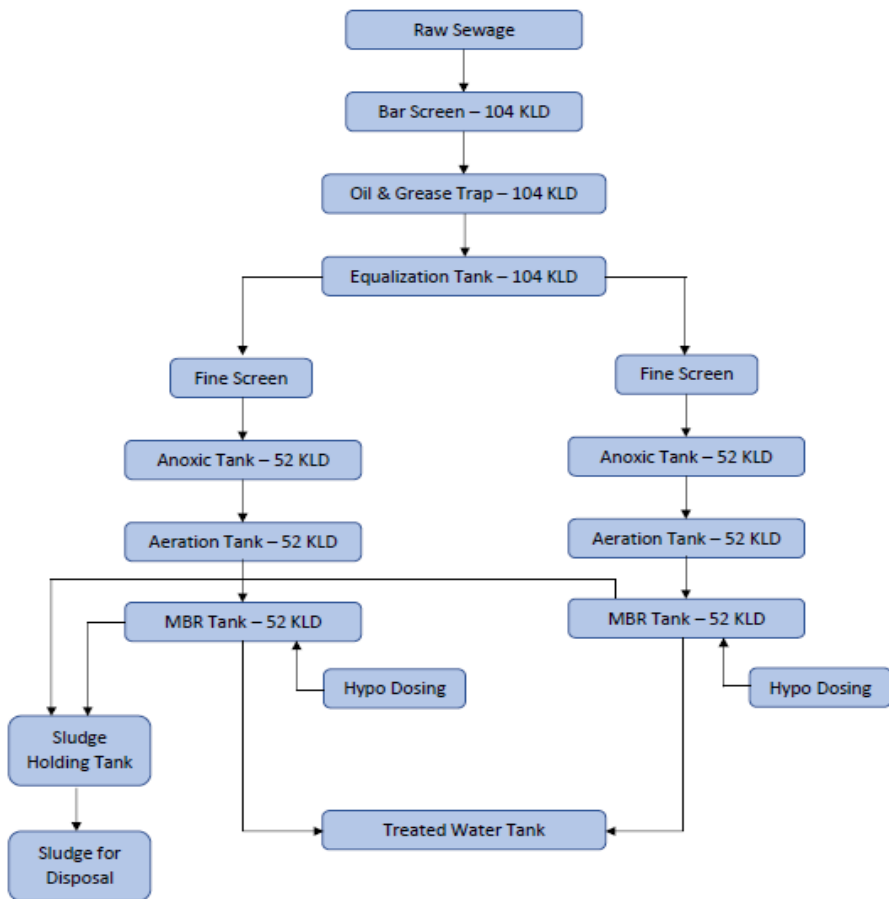 Raw Sewage
Bar Screen – 104 KLD
Oil & Grease Trap – 104 KLD
Equalization Tank – 104 KLD
Fine Screen
Fine Screen
Anoxic Tank – 52 KLD
Anoxic Tank – 52 KLD
Aeration Tank – 52 KLD
Aeration Tank – 52 KLD
MBR Tank – 52 KLD
MBR Tank – 52 KLD
Hypo Dosing
Hypo Dosing
Sludge
Holding Tank
Treated Water Tank
Sludge for
Disposal